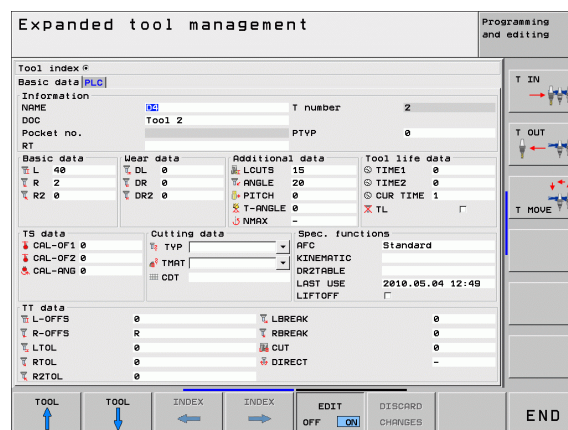 Expanded tool management
Programming
and editing
Tool index
Basic data PLC
Information
NAME D4 T number 2
DOC Tool 2
Pocket no. PTYP 0
RT
Basic data Wear data Additional data Tool life data
L 40 DL 0 LCUTS 15 TIME1 0
R 2 DR 0 ANGLE 20 TIME2 0
R2 0 DR2 0 PITCH 0 CUR TIME 1
T-ANGLE 0 TL
NMAX -
TS data Cutting data Spec. functions
CAL-OF1 0 TYP AFC Standard
CAL-OF2 0 TMAT KINEMATIC
CAL-ANG 0 CDT DR2TABLE
LAST USE 2010.05.04 12:49
LIFTOFF
TT data
L-OFFS 0 LBREAK 0
R-OFFS R RBREAK 0
LTOL 0 CUT 0
RTOL 0 DIRECT -
R2TOL 0
T IN
T OUT
T MOVE
TOOL TOOL INDEX INDEX EDIT DISCARD
OFF ON CHANGES
END